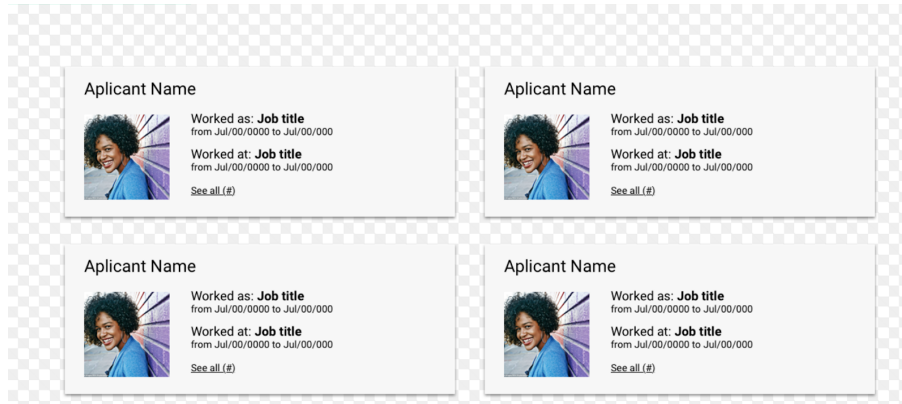 Aplicant Name
Worked as: Job title
from Jul/00/0000 to Jul/00/000
Worked at: Job title
from Jul/00/0000 to Jul/00/000
See all (#)
Aplicant Name
Worked as: Job title
from Jul/00/0000 to Jul/00/000
Worked at: Job title
from Jul/00/0000 to Jul/00/000
See all (#)
Aplicant Name
Worked as: Job title
from Jul/00/0000 to Jul/00/000
Worked at: Job title
from Jul/00/0000 to Jul/00/000
See all (#)
Aplicant Name
Worked as: Job title
from Jul/00/0000 to Jul/00/000
Worked at: Job title
from Jul/00/0000 to Jul/00/000
See all (#)